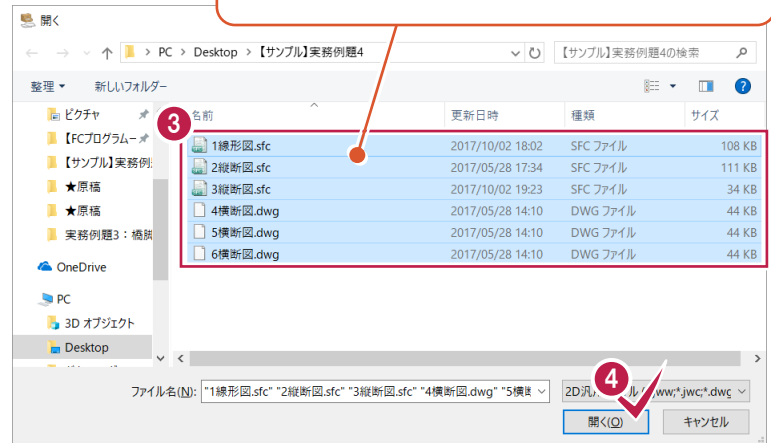 開く
PC > Desktop > 【サンプル】実務例題4
【サンプル】実務例題4の検索
整理 新しいフォルダー
名前 更新日時 種類 サイズ
3
1線形図.sfc 2017/10/02 18:02 SFC ファイル 108 KB
2縦断図.sfc 2017/05/28 17:34 SFC ファイル 111 KB
3縦断図.sfc 2017/10/02 19:23 SFC ファイル 34 KB
4横断図.dwg 2017/05/28 14:10 DWG ファイル 44 KB
5横断図.dwg 2017/05/28 14:10 DWG ファイル 44 KB
6横断図.dwg 2017/05/28 14:10 DWG ファイル 44 KB
ピクチャ
【FCプログラム-
【サンプル】実務例
★原稿
★原稿
実務例題3:橋脚
OneDrive
PC
3D オブジェクト
Desktop
ファイル名(N): "1線形図.sfc" "2縦断図.sfc" "3縦断図.sfc" "4横断図.dwg" "5横
2D汎 ww;*.jwc;*.dwg
4
開く(O) キャンセル